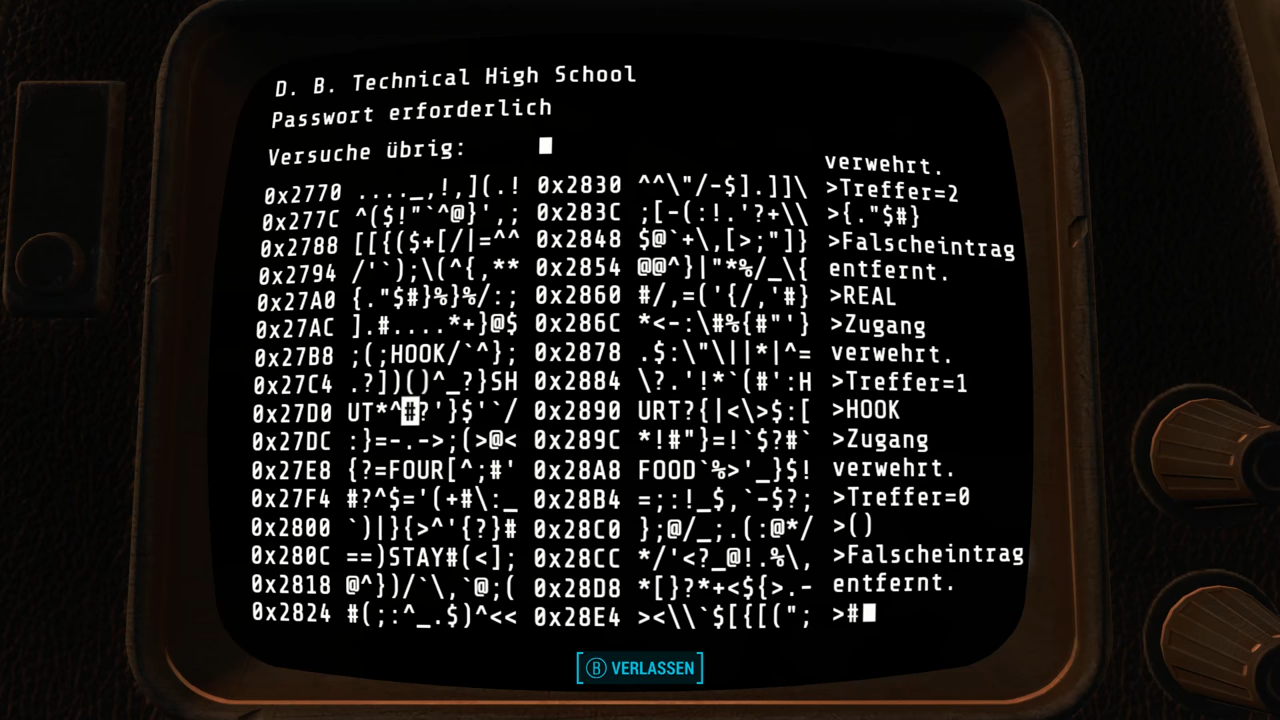 D. B. Technical High School
Passwort erforderlich
Versuche übrig:
0x2770 ...._,!,](.! 0x2830 ^^\"/-$].]]\
0x277C ^($!"`^@}',; 0x283C ;[-(:!.'?+\\
0x2788 [[{($+[/|=^^ 0x2848 $@`+\,[>;"]}
0x2794 /'`);\(^{,** 0x2854 @@^}|"*%/_\{
0x27A0 {."$#}%}%/:; 0x2860 #/,=('{/,'#}
0x27AC ].#....*+}@$ 0x286C *<-:\#%{#"'}
0x27B8 ;(;HOOK/`^}; 0x2878 .$:\"\||*|^=
0x27C4 .?])()^_?}SH 0x2884 \?.'!*`(#':H
0x27D0 UT*^#?'}$'`/ 0x2890 URT?{|<\>$:[
0x27DC :}=-.->;(>@< 0x289C *!#"}=!`$?#`
0x27E8 {?=FOUR[^;#' 0x28A8 FOOD`%>'_}$!
0x27F4 #?^$='(+#\:_ 0x28B4 =;:!_$,`-$?;
0x2800 `)|}{>^'{?}# 0x28C0 };@/_;.(:@*/
0x280C ==)STAY#(<]; 0x28CC */'<?_@!.%\,
0x2818 @^})/`\,`@;( 0x28D8 *[}?*+<${>.-
0x2824 #(;:^_.$)^<< 0x28E4 ><\\`$[{[(";
verwehrt.
>Treffer=2
>{."$#}
>Falscheintrag
entfernt.
>REAL
>Zugang
verwehrt.
>Treffer=1
>HOOK
>Zugang
verwehrt.
>Treffer=0
>()
>Falscheintrag
entfernt.
>#
B VERLASSEN